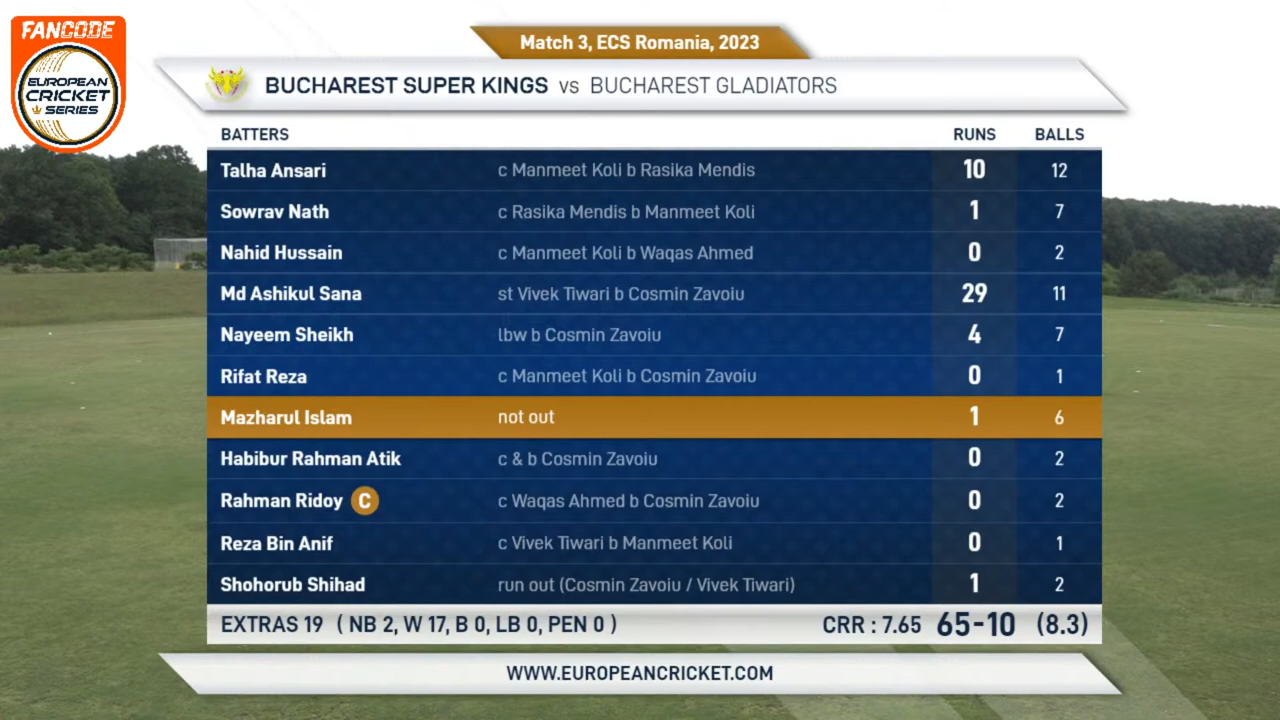 FANCODE
EUROPEAN
CRICKET
SERIES
Match 3, ECS Romania, 2023
BUCHAREST SUPER KINGS vs BUCHAREST GLADIATORS
BATTERS RUNS BALLS
Talha Ansari c Manmeet Koli b Rasika Mendis 10 12
Sowrav Nath c Rasika Mendis b Manmeet Koli 1 7
Nahid Hussain c Manmeet Koli b Waqas Ahmed 0 2
Md Ashikul Sana st Vivek Tiwari b Cosmin Zavoiu 29 11
Nayeem Sheikh lbw b Cosmin Zavoiu 4 7
Rifat Reza c Manmeet Koli b Cosmin Zavoiu 0 1
Mazharul Islam not out 1 6
Habibur Rahman Atik c & b Cosmin Zavoiu 0 2
Rahman Ridoy C c Waqas Ahmed b Cosmin Zavoiu 0 2
Reza Bin Anif c Vivek Tiwari b Manmeet Koli 0 1
Shohorub Shihad run out (Cosmin Zavoiu / Vivek Tiwari) 1 2
EXTRAS 19 ( NB 2, W 17, B 0, LB 0, PEN 0 ) CRR : 7.65 65-10 (8.3)
WWW.EUROPEANCRICKET.COM